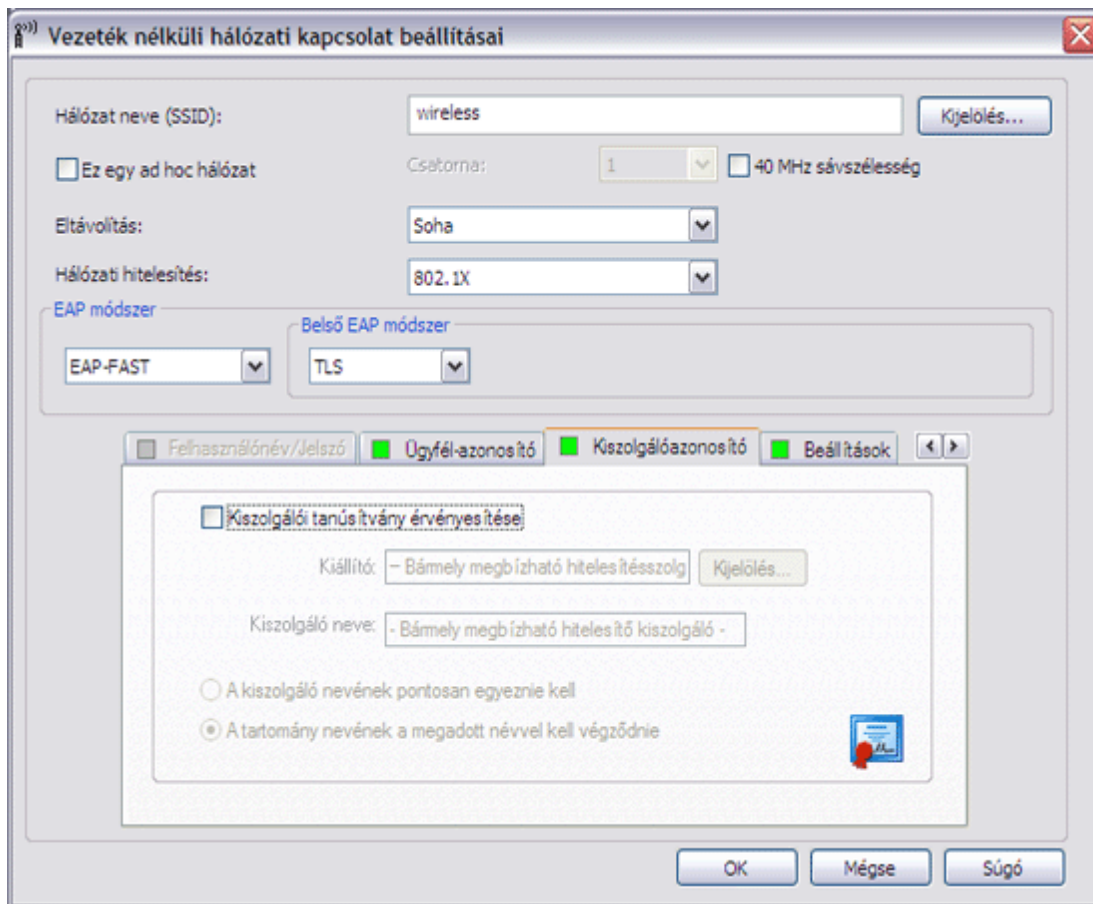 Vezeték nélküli hálózati kapcsolat beállításai
Hálózat neve (SSID): wireless Kijelölés...
Ez egy ad hoc hálózat Csatorna: 1 40 MHz sávszélesség
Eltávolítás: Soha
Hálózati hitelesítés: 802.1X
EAP módszer
Belső EAP módszer
EAP-FAST TLS
Felhasználónév/Jelszó Ügyfél-azonosító Kiszolgálóazonosító Beállítások
Kiszolgálói tanúsítvány érvényesítése
Kiállító: – Bármely megbízható hitelesítésszolg Kijelölés...
Kiszolgáló neve: - Bármely megbízható hitelesítő kiszolgáló -
A kiszolgáló nevének pontosan egyeznie kell
A tartomány nevének a megadott névvel kell végződnie
OK Mégse Súgó